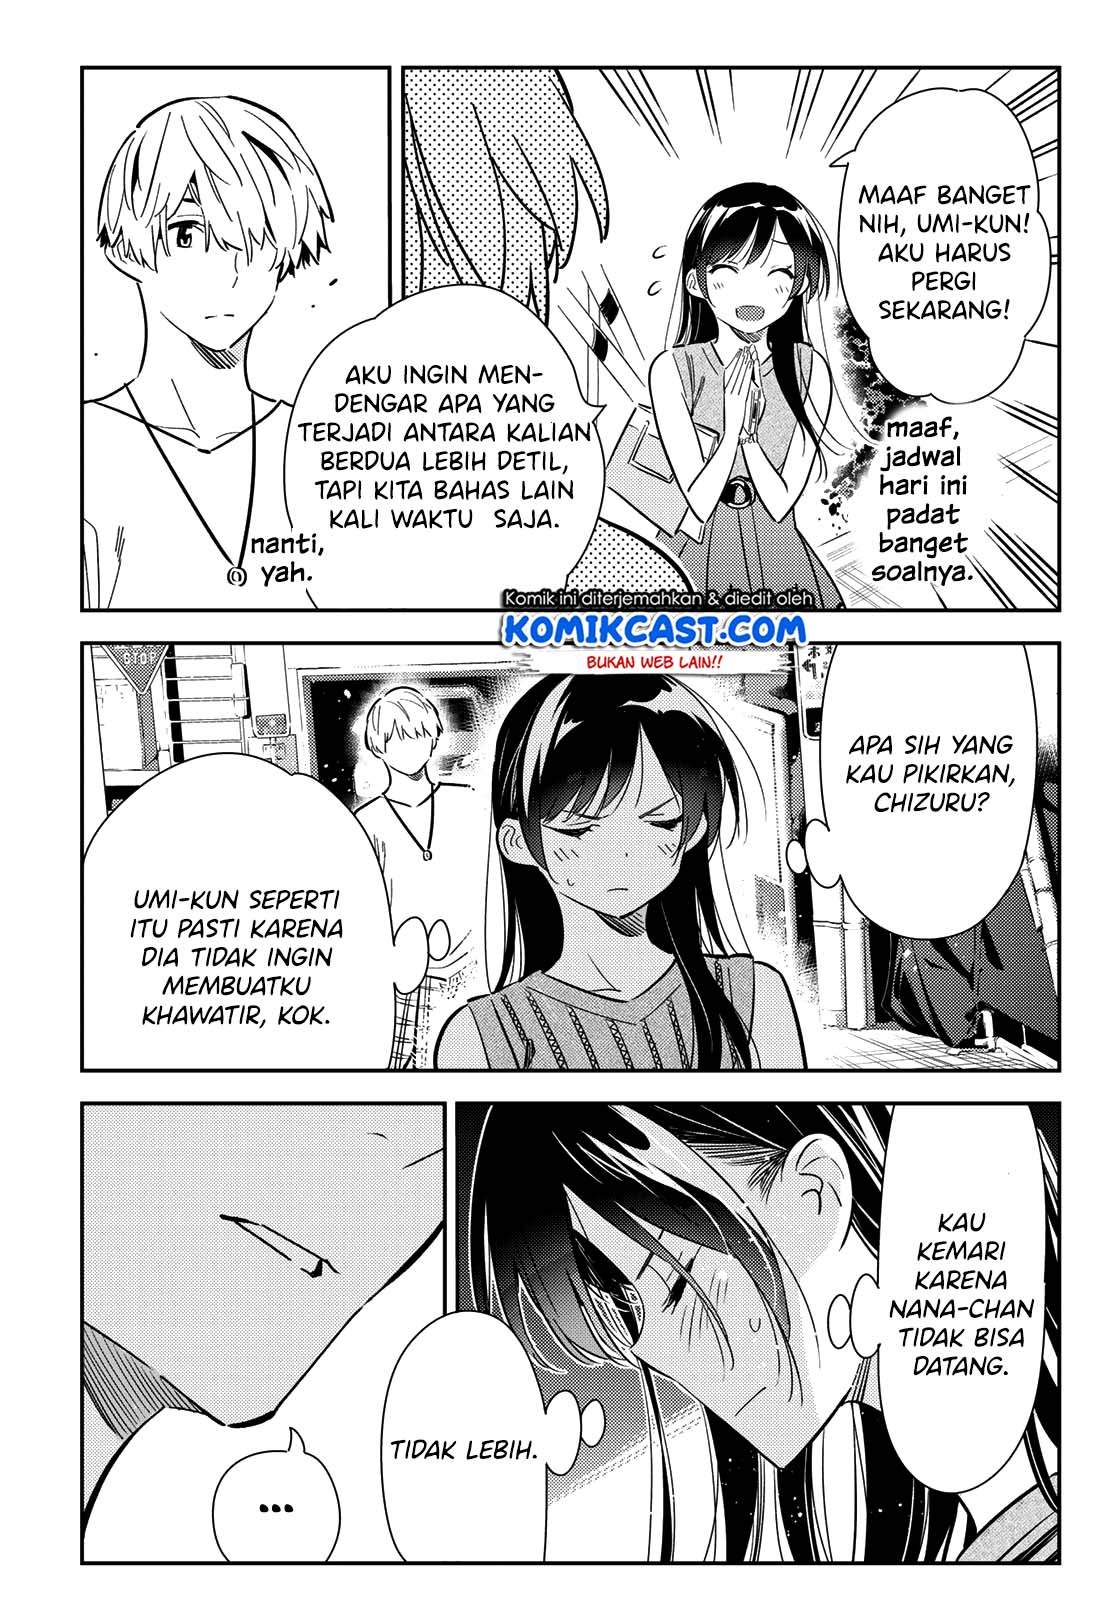 MAAF BANGET
NIH, UMI-KUN!
AKU HARUS
PERGI
SEKARANG!
maaf,
jadwal
hari ini
padat
banget
soalnya.
AKU INGIN MEN-
DENGAR APA YANG
TERJADI ANTARA KALIAN
BERDUA LEBIH DETIL,
TAPI KITA BAHAS LAIN
KALI WAKTU SAJA.
nanti,
yah.
Komik ini diterjemahkan & diedit oleh
KOMIKCAST.COM
BUKAN WEB LAIN!!
APA SIH YANG
KAU PIKIRKAN,
CHIZURU?
UMI-KUN SEPERTI
ITU PASTI KARENA
DIA TIDAK INGIN
MEMBUATKU
KHAWATIR, KOK.
KAU
KEMARI
KARENA
NANA-CHAN
TIDAK BISA
DATANG.
TIDAK LEBIH.
...